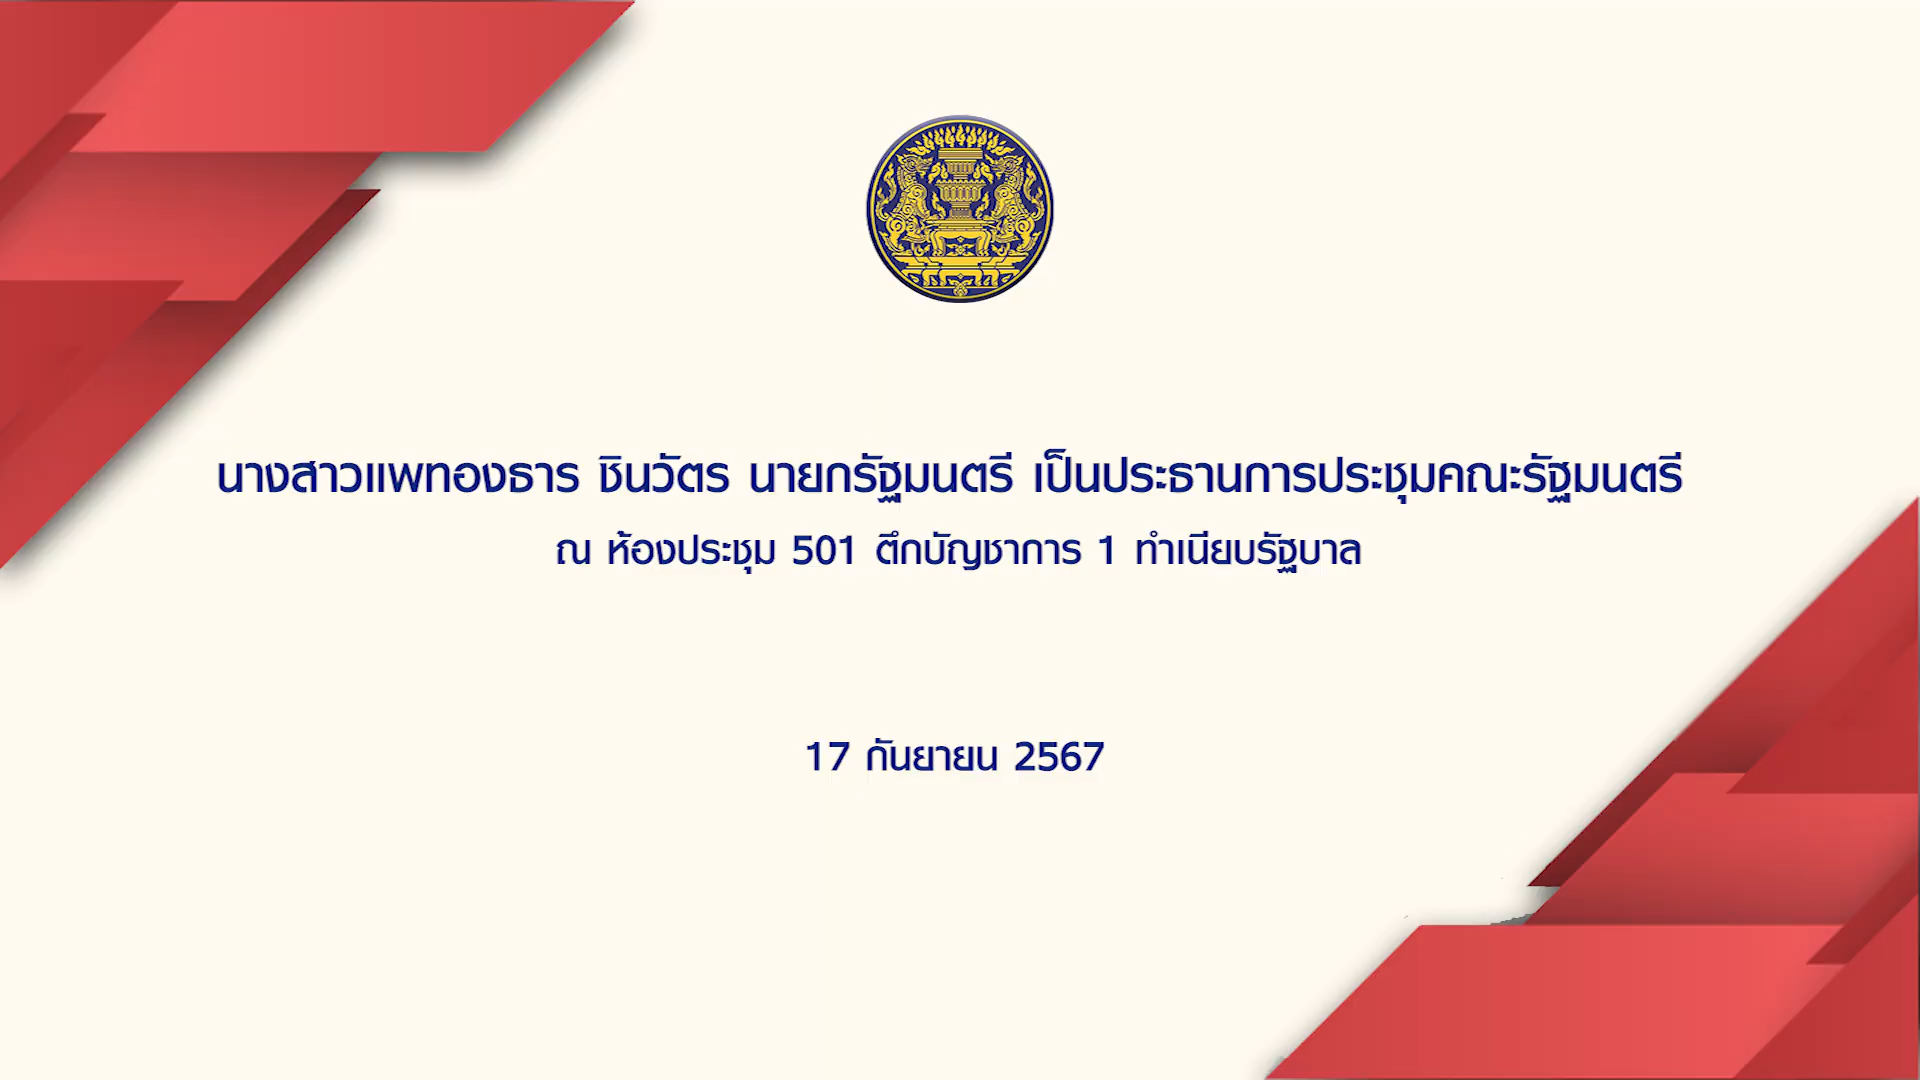 นางสาวแพทองธาร ชินวัตร นายกรัฐมนตรี เป็นประธานการประชุมคณะรัฐมนตรี
ณ ห้องประชุม 501 ตึกบัญชาการ 1 ทำเนียบรัฐบาล
17 กันยายน 2567